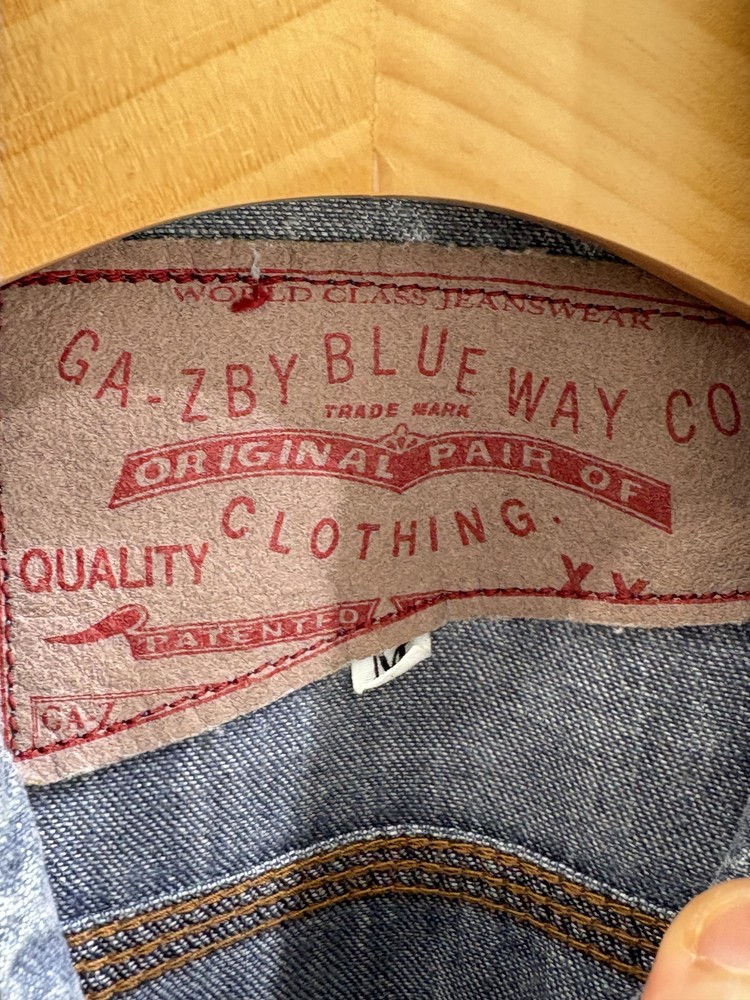 WORLD CLASS JEANSWEAR
GA-ZBY BLUE WAY CO
TRADE MARK
ORIGINAL PAIR OF
CLOTHING.
QUALITY XX
PATENTED
M
GA-Z